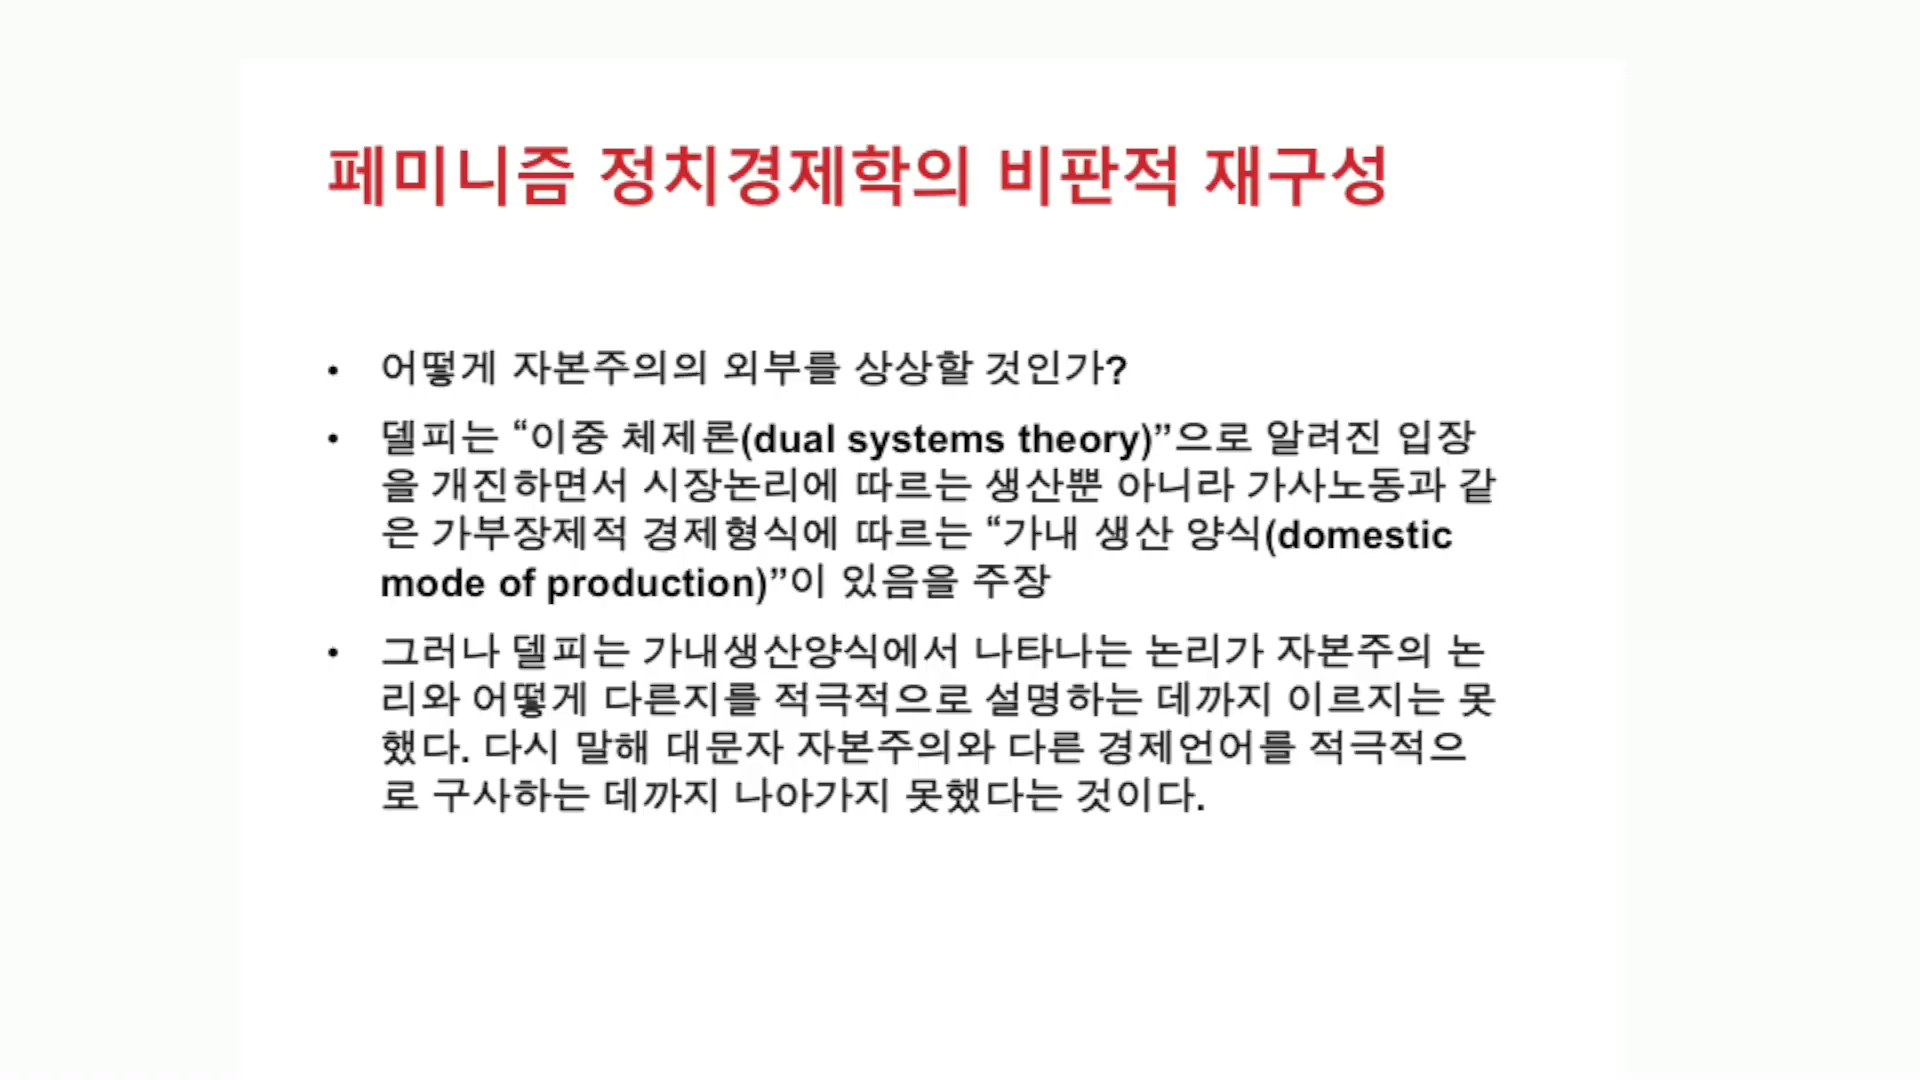 페미니즘 정치경제학의 비판적 재구성
• 어떻게 자본주의의 외부를 상상할 것인가?
• 델피는 “이중 체제론(dual systems theory)”으로 알려진 입장
을 개진하면서 시장논리에 따르는 생산뿐 아니라 가사노동과 같
은 가부장제적 경제형식에 따르는 “가내 생산 양식(domestic
mode of production)”이 있음을 주장
• 그러나 델피는 가내생산양식에서 나타나는 논리가 자본주의 논
리와 어떻게 다른지를 적극적으로 설명하는 데까지 이르지는 못
했다. 다시 말해 대문자 자본주의와 다른 경제언어를 적극적으
로 구사하는 데까지 나아가지 못했다는 것이다.